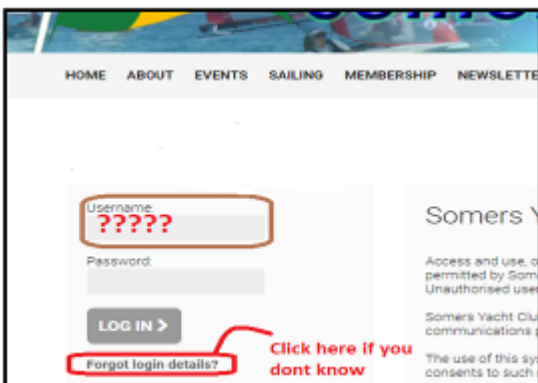 HOME ABOUT EVENTS SAILING MEMBERSHIP NEWSLETTE
Username:
?????
Password:
LOG IN >
Forgot login details?
Click here if you
dont know
Somers Y
Access and use, o
permitted by Som
Unauthorised user
Somers Yacht Clu
communications p
The use of this sy
consents to such